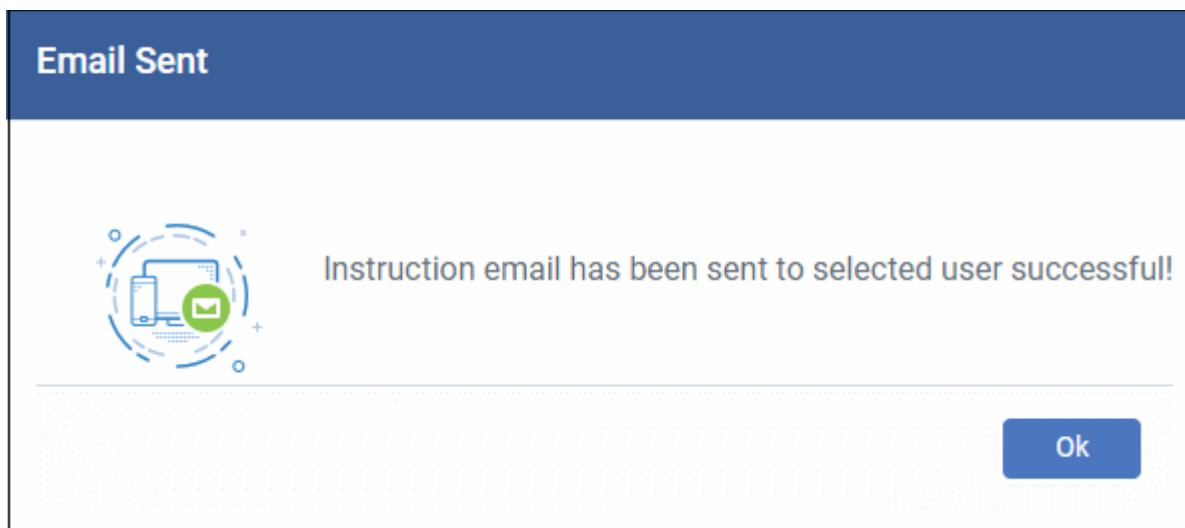 Email Sent
Instruction email has been sent to selected user successful!
Ok